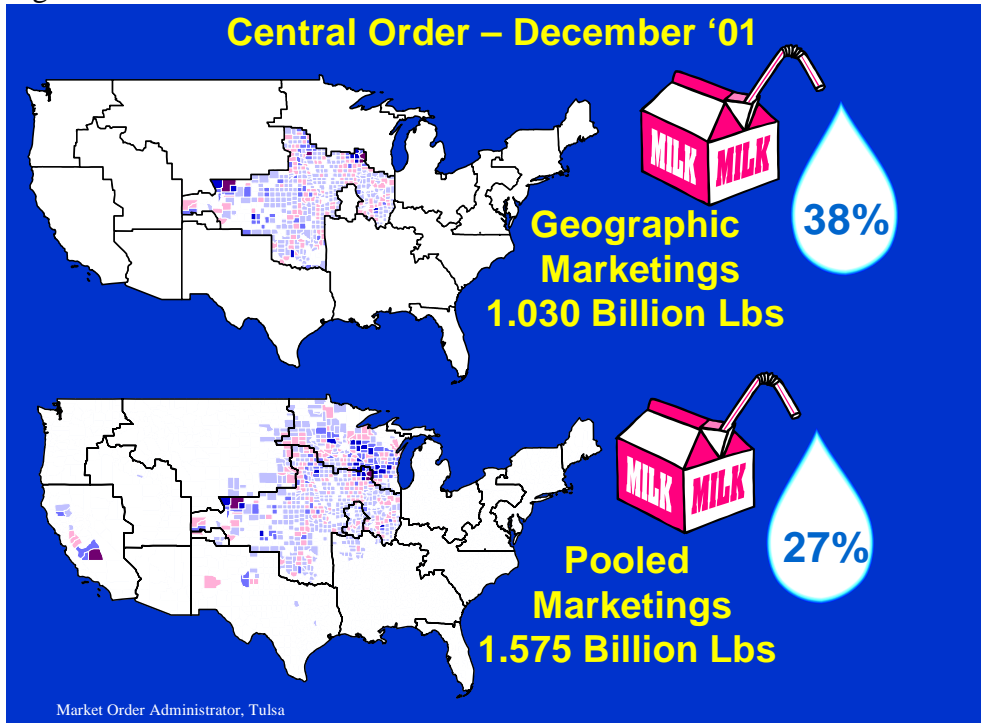 Central Order – December ‘01
MILK MILK
38%
Geographic
Marketings
1.030 Billion Lbs
MILK MILK
27%
Pooled
Marketings
1.575 Billion Lbs
Market Order Administrator, Tulsa